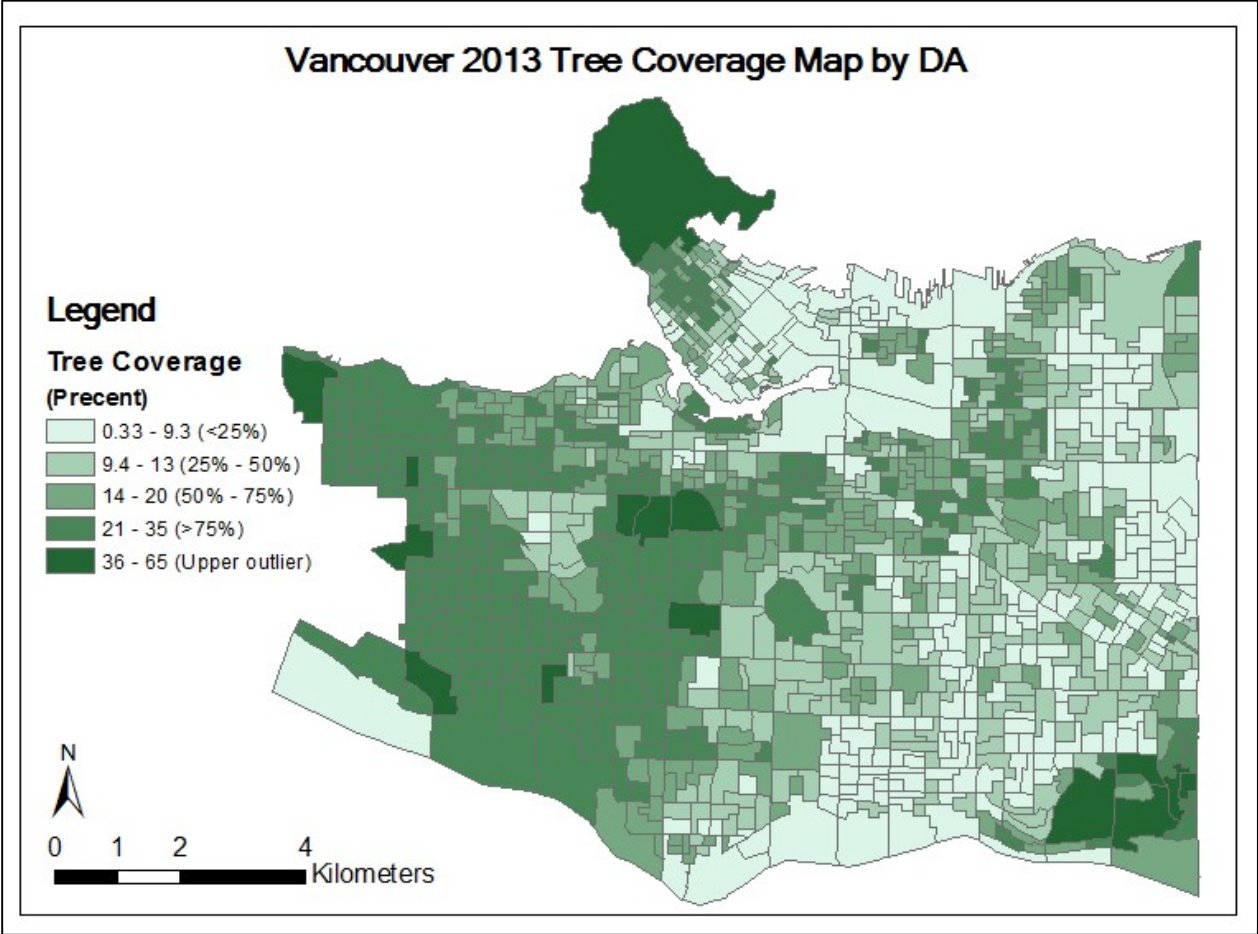 Vancouver 2013 Tree Coverage Map by DA
Legend
Tree Coverage
(Precent)
0.33 - 9.3 (<25%)
9.4 - 13 (25% - 50%)
14 - 20 (50% - 75%)
21 - 35 (>75%)
36 - 65 (Upper outlier)
N
0 1 2 4
Kilometers